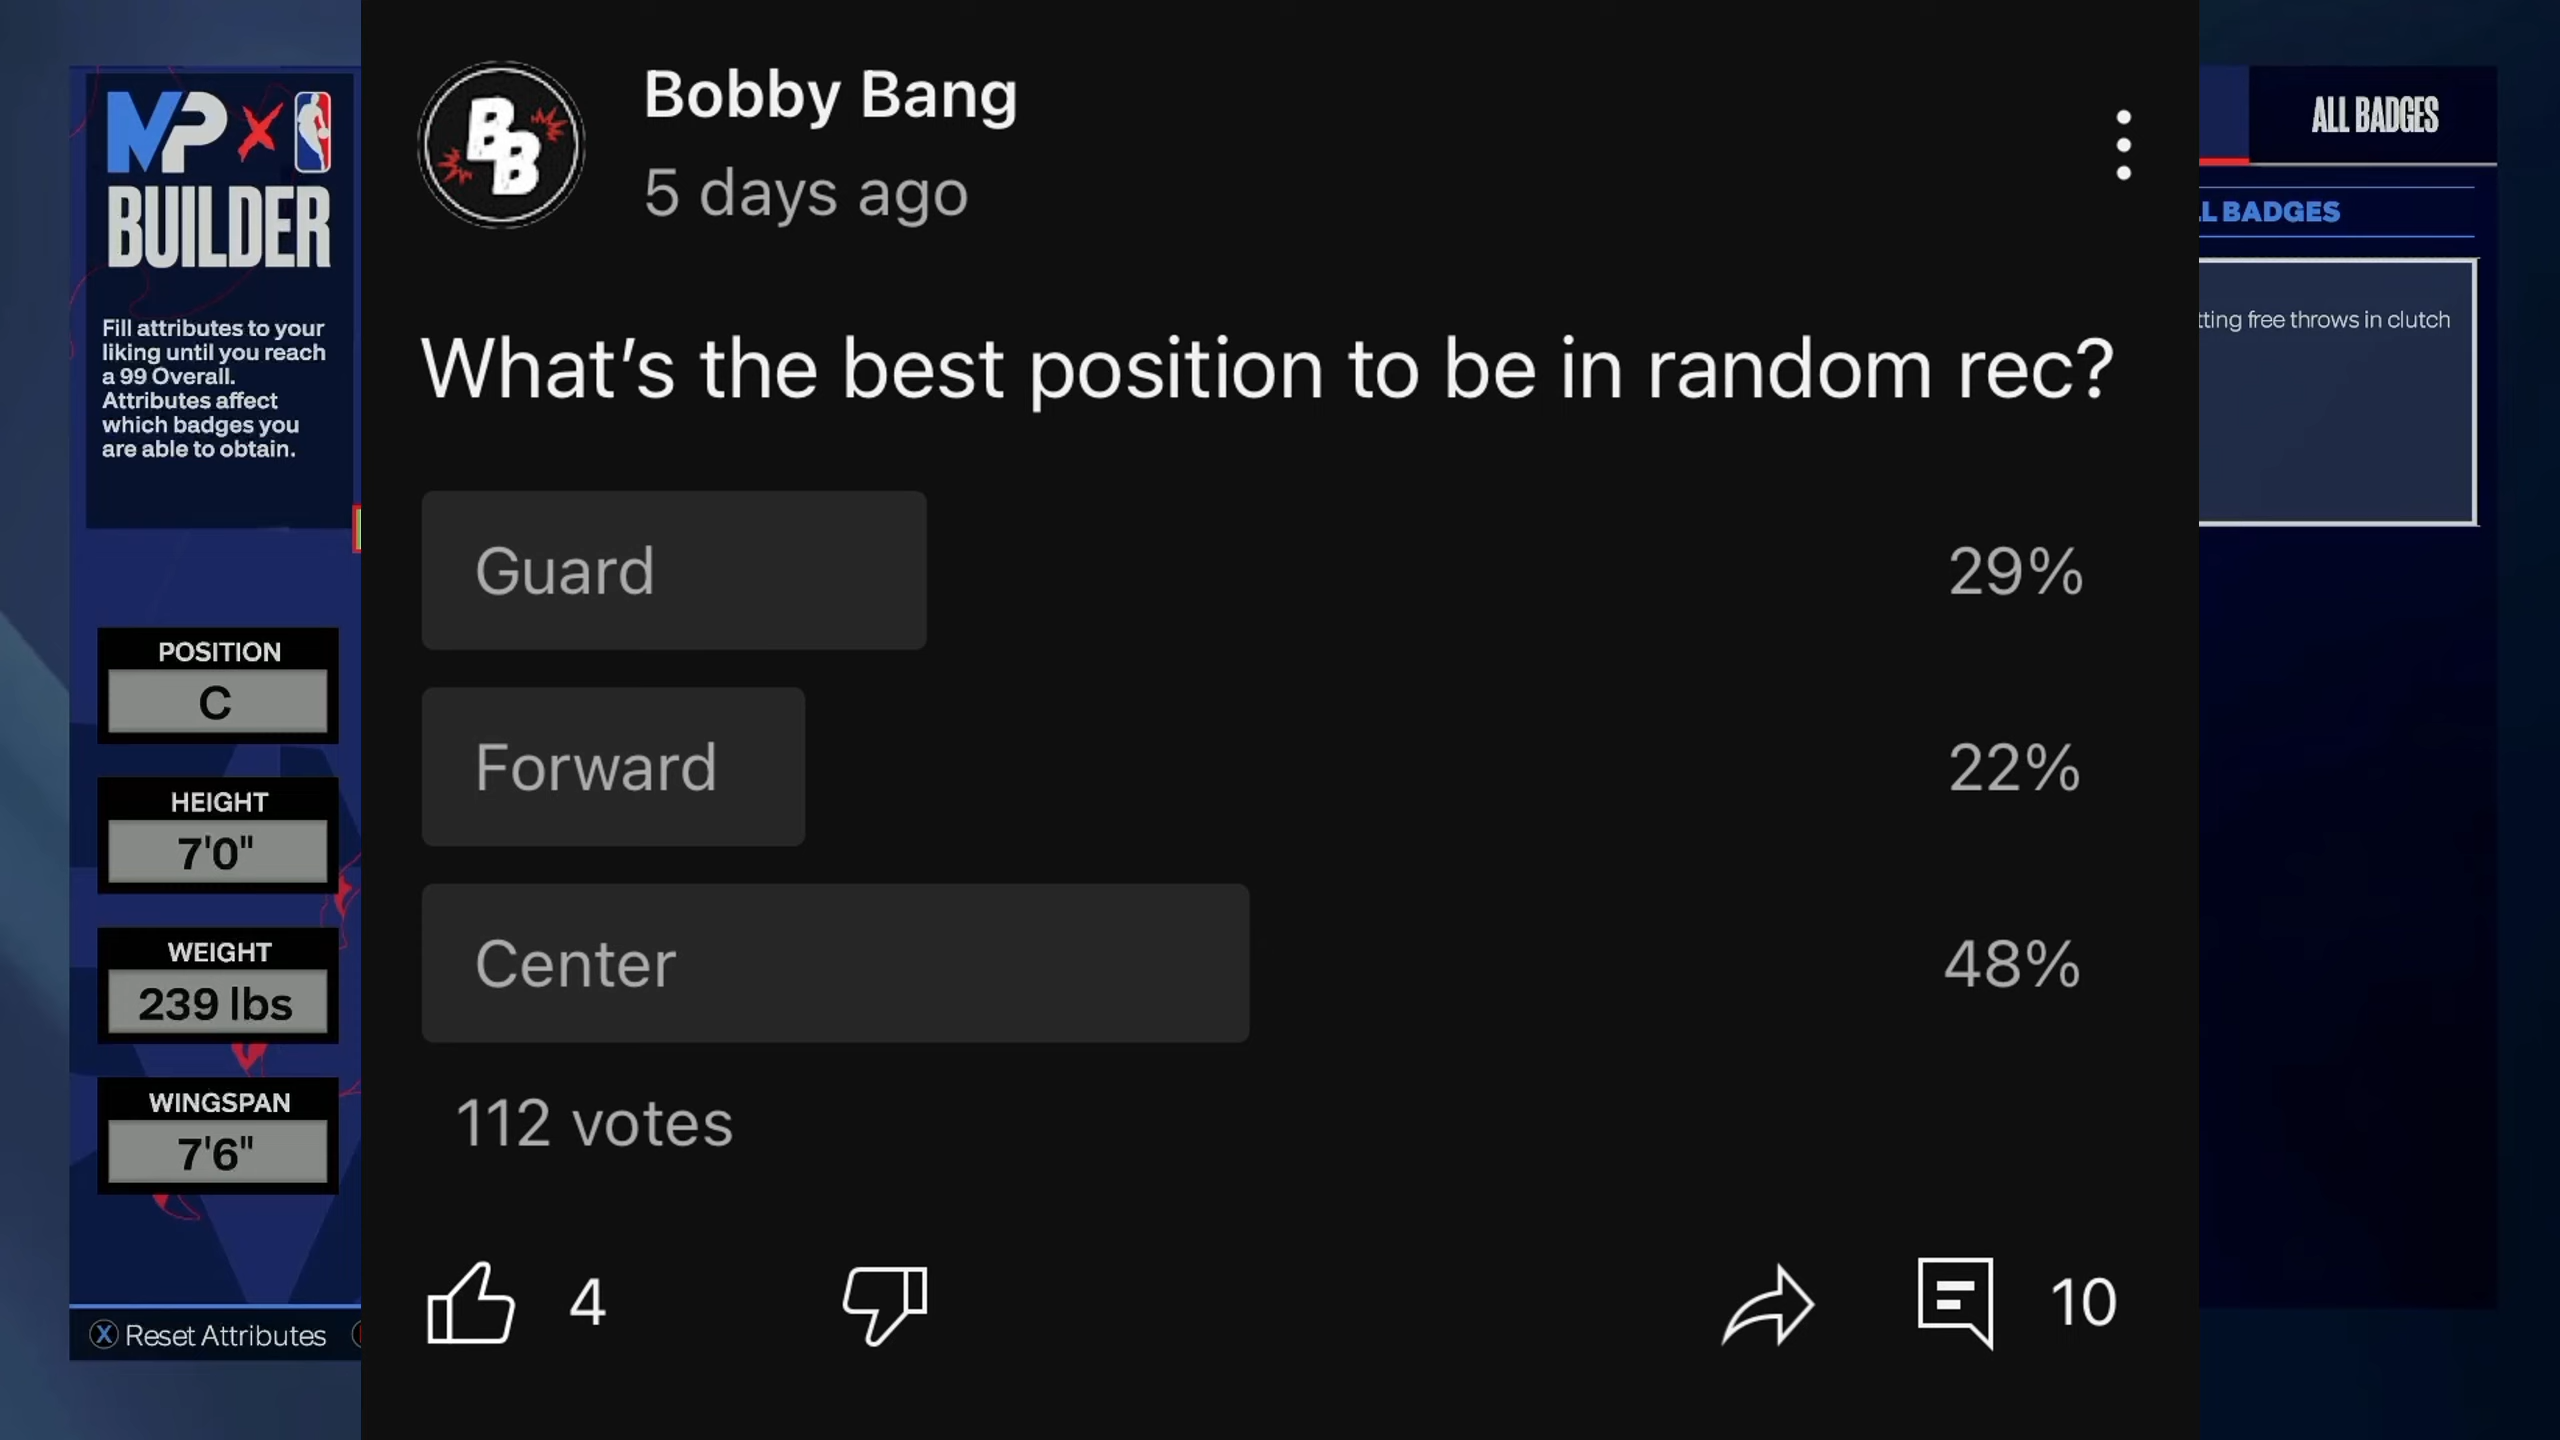 MP X
BUILDER
Fill attributes to your
liking until you reach
a 99 Overall.
Attributes affect
which badges you
are able to obtain.
POSITION
C
HEIGHT
7'0"
WEIGHT
239 lbs
WINGSPAN
7'6"
X Reset Attributes
BB
Bobby Bang
5 days ago
What's the best position to be in random rec?
Guard 29%
Forward 22%
Center 48%
112 votes
4
10
ALL BADGES
LL BADGES
tting free throws in clutch